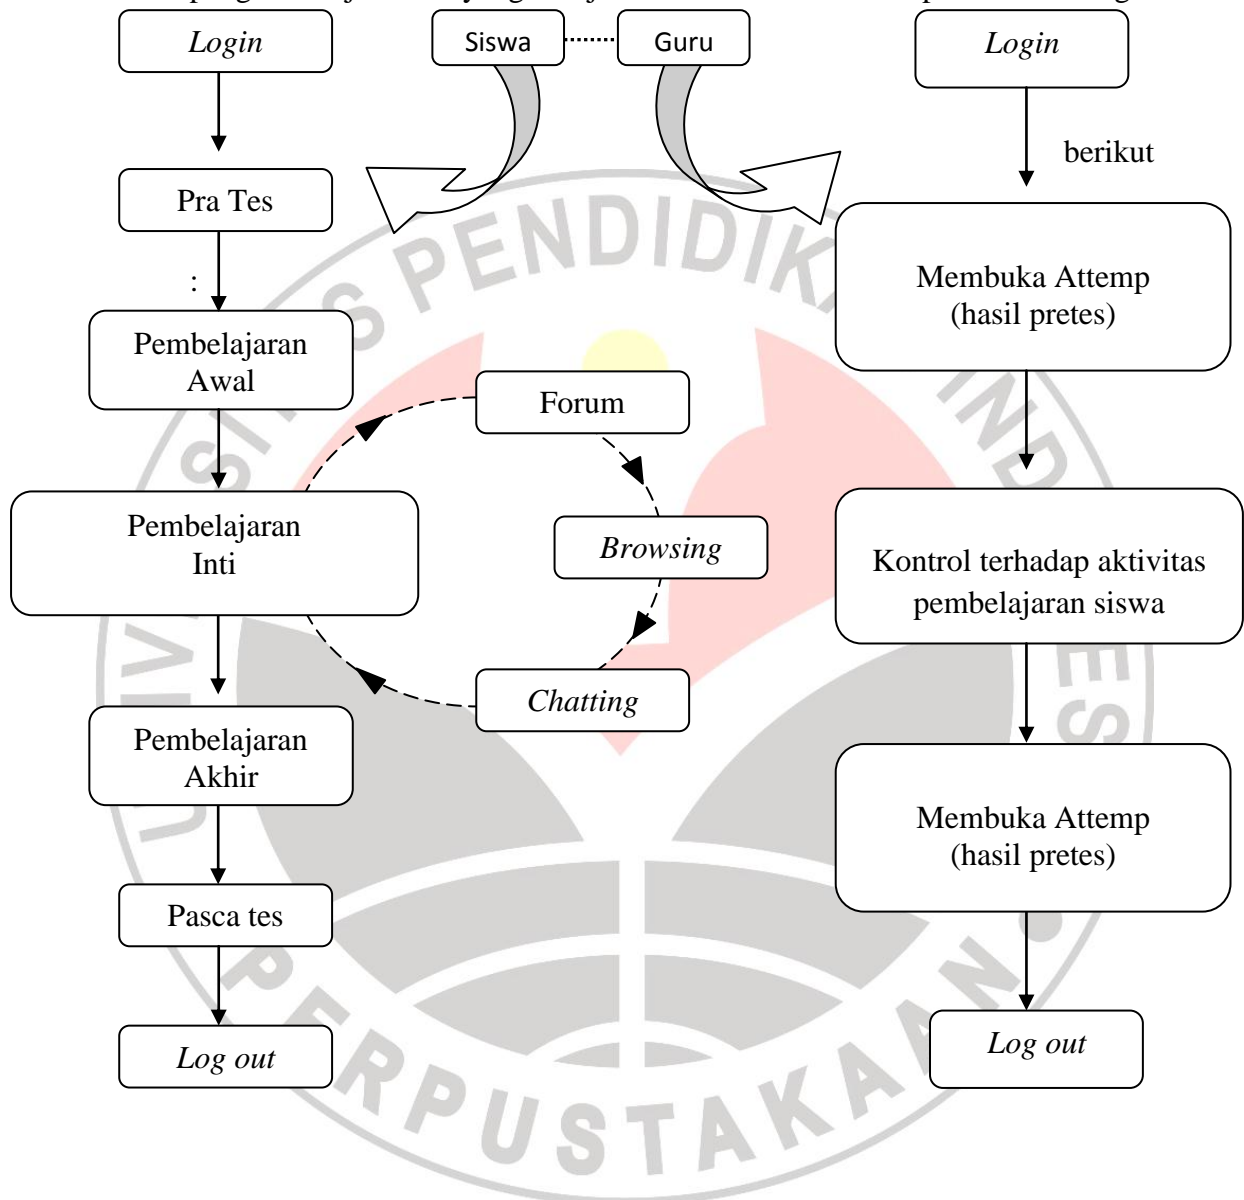 Login
Siswa
Guru
Login
berikut
Pra Tes
:
Membuka Attemp
(hasil pretes)
Pembelajaran
Awal
Forum
Pembelajaran
Inti
Browsing
Kontrol terhadap aktivitas
pembelajaran siswa
Chatting
Pembelajaran
Akhir
Membuka Attemp
(hasil pretes)
Pasca tes
Log out
Log out
PERPUSTAKAAN